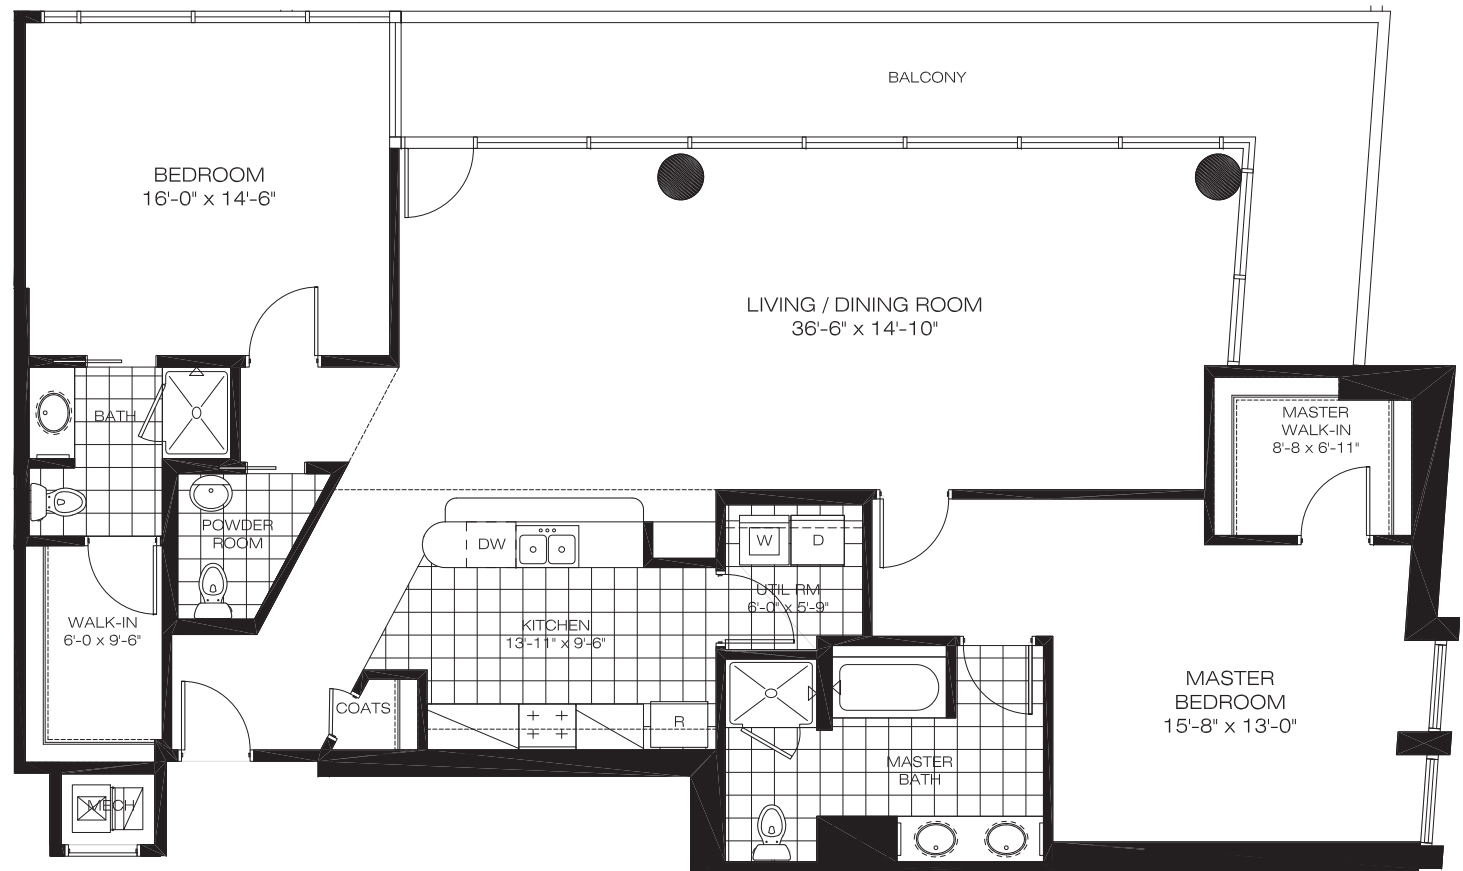 BALCONY
BEDROOM
16'-0" x 14'-6"
LIVING / DINING ROOM
36'-6" x 14'-10"
BATH
MASTER
WALK-IN
8'-8 x 6'-11"
POWDER
ROOM
DW
W
D
UTIL RM
6'-0" x 5'-9"
WALK-IN
6'-0 x 9'-6"
KITCHEN
13'-11" x 9'-6"
MASTER
BEDROOM
15'-8" x 13'-0"
COATS
R
MASTER
BATH
MECH